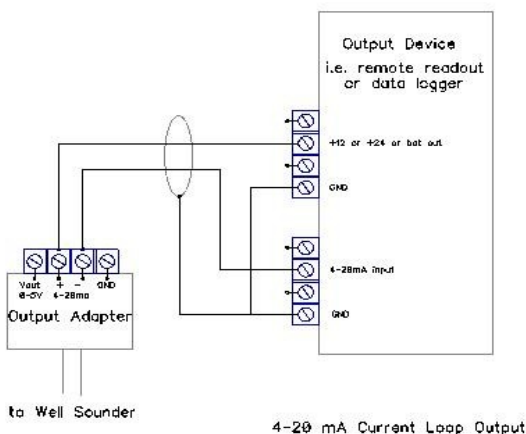 Output Device
i.e. remote readout
or data logger
+12 or +24 or bat out
GND
4-20mA input
GND
Vout + - GND
0-5V 4-20ma
Output Adapter
to Well Sounder
4-20 mA Current Loop Output